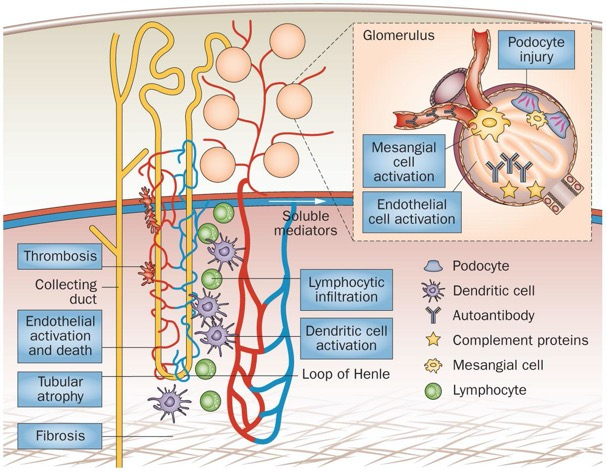 Glomerulus
Podocyte
injury
Mesangial
cell
activation
Endothelial
cell activation
Soluble
mediators
Thrombosis
Collecting
duct
Endothelial
activation
and death
Tubular
atrophy
Fibrosis
Lymphocytic
infiltration
Dendritic cell
activation
Loop of Henle
Podocyte
Dendritic cell
Autoantibody
Complement proteins
Mesangial cell
Lymphocyte